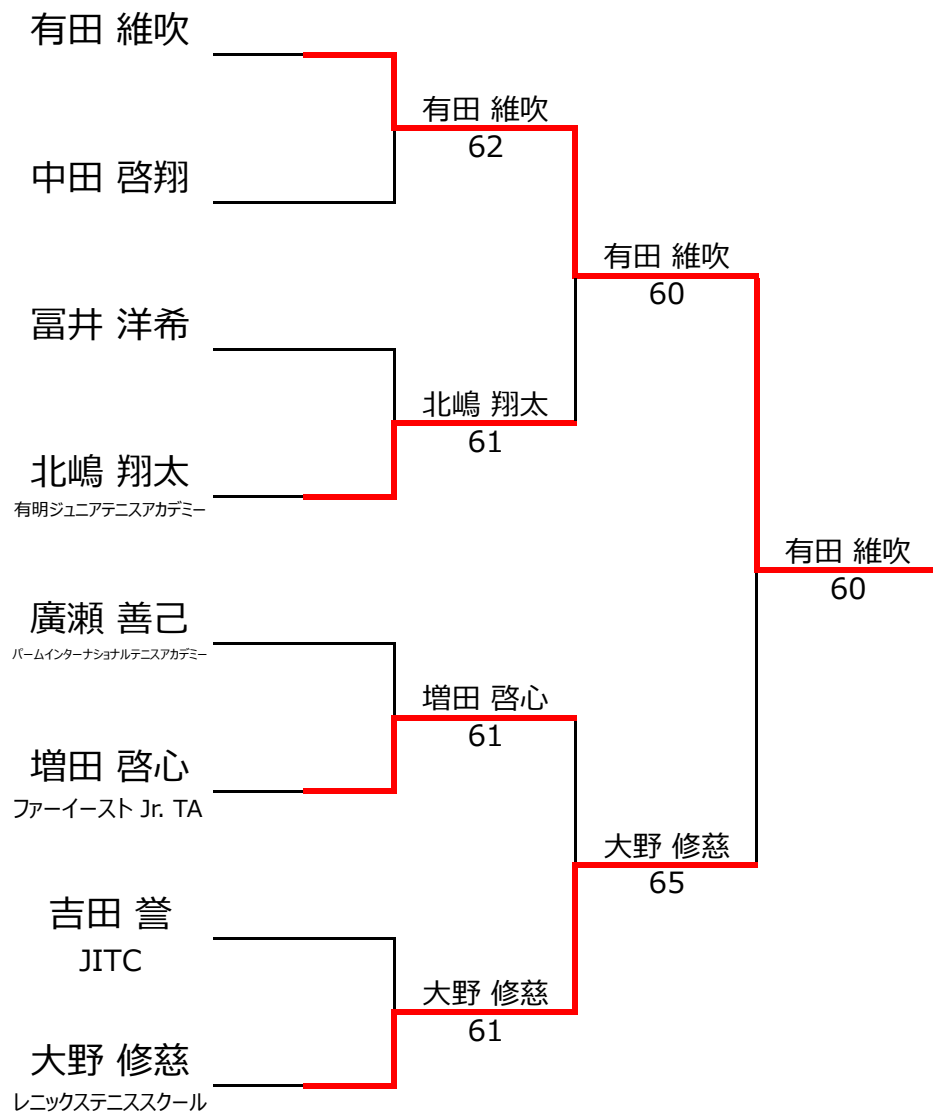 有田 維吹
中田 啓翔
冨井 洋希
北嶋 翔太
有明ジュニアテニスアカデミー
廣瀬 善己
パームインターナショナルテニスアカデミー
増田 啓心
ファーイースト Jr. TA
吉田 誉
JITC
大野 修慈
レニックステニススクール
有田 維吹
62
北嶋 翔太
61
増田 啓心
61
大野 修慈
61
有田 維吹
60
大野 修慈
65
有田 維吹
60